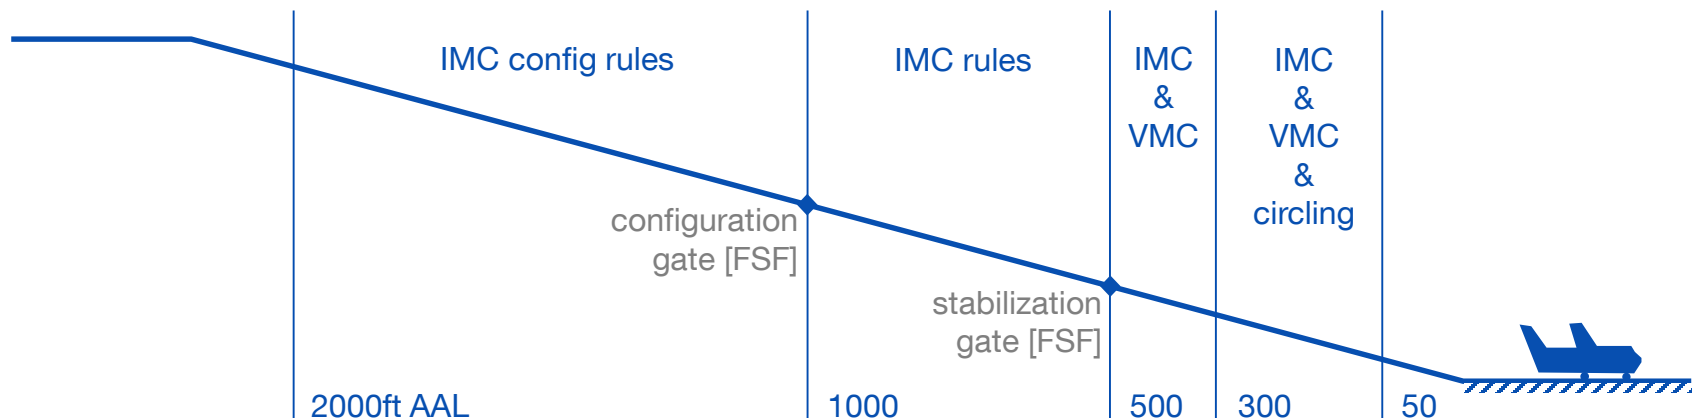 IMC config rules
IMC rules
IMC
&
VMC
IMC
&
VMC
&
circling
configuration
gate [FSF]
stabilization
gate [FSF]
2000ft AAL
1000
500
300
50